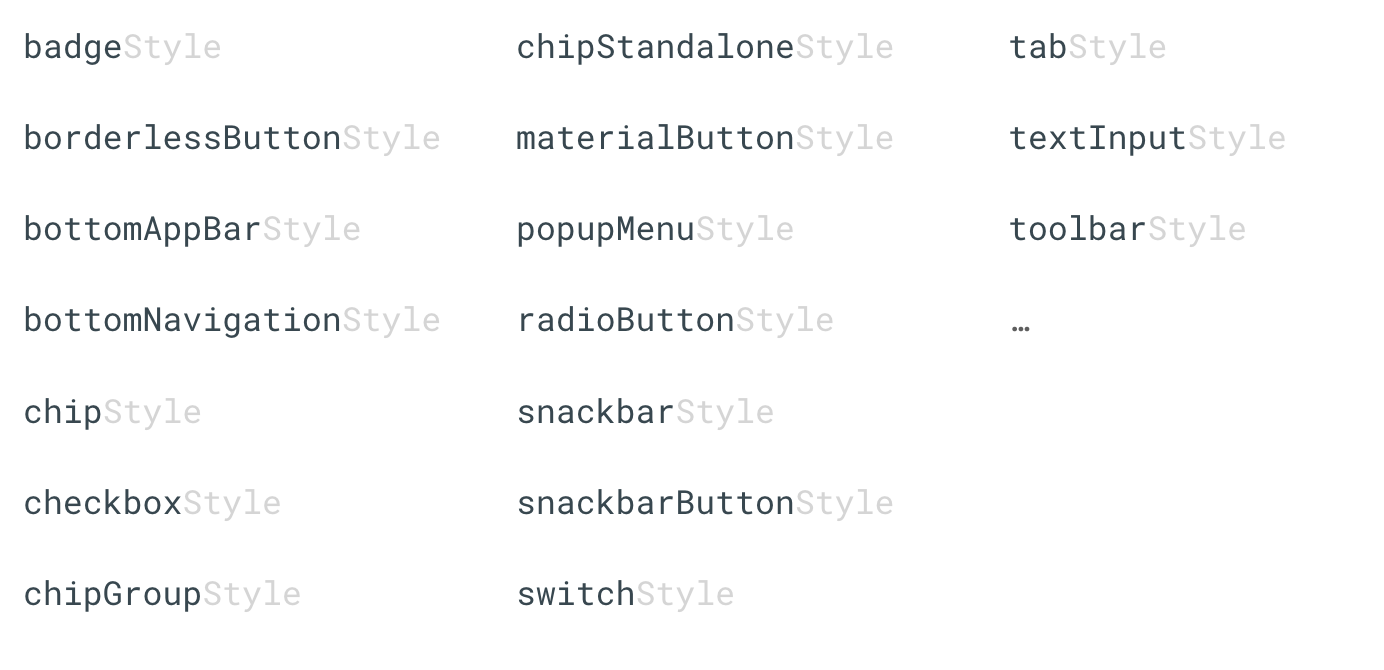 badgeStyle
borderlessButtonStyle
bottomAppBarStyle
bottomNavigationStyle
chipStyle
checkboxStyle
chipGroupStyle
chipStandaloneStyle
materialButtonStyle
popupMenuStyle
radioButtonStyle
snackbarStyle
snackbarButtonStyle
switchStyle
tabStyle
textInputStyle
toolbarStyle
…